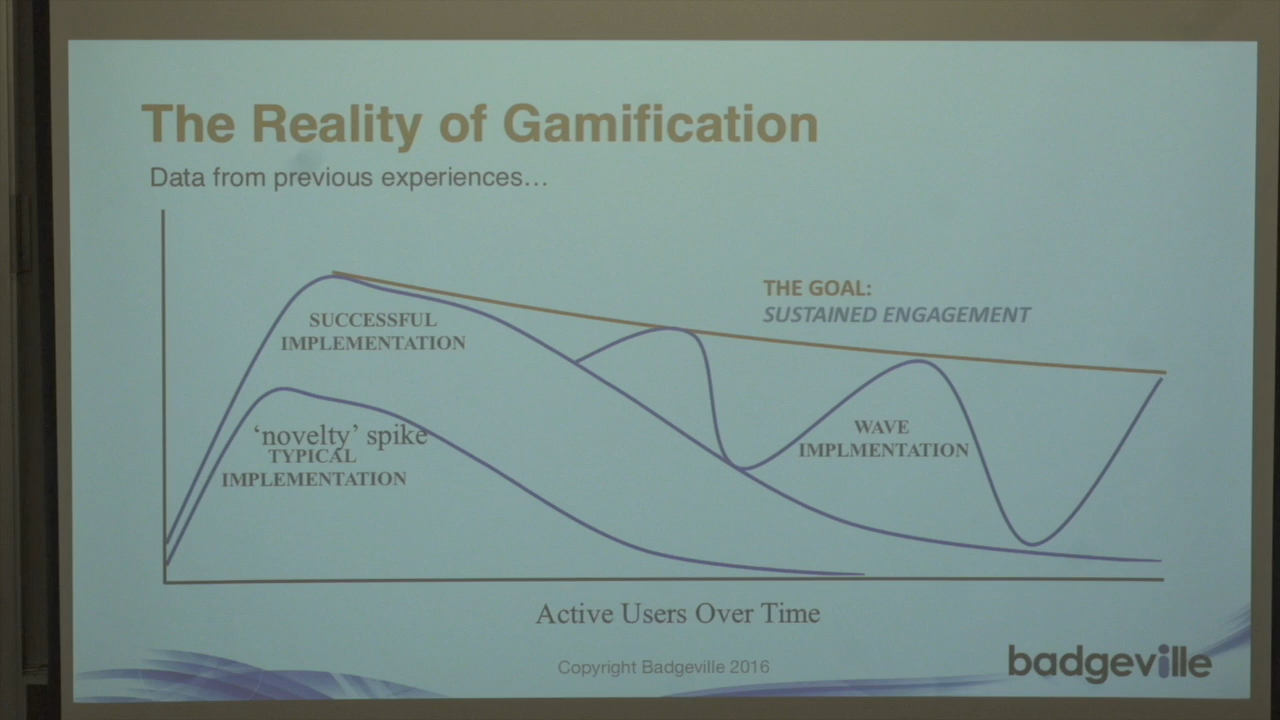 The Reality of Gamification
Data from previous experiences…
THE GOAL:
SUSTAINED ENGAGEMENT
SUCCESSFUL
IMPLEMENTATION
‘novelty’ spike
TYPICAL
IMPLEMENTATION
WAVE
IMPLMENTATION
Active Users Over Time
Copyright Badgeville 2016
badgeville